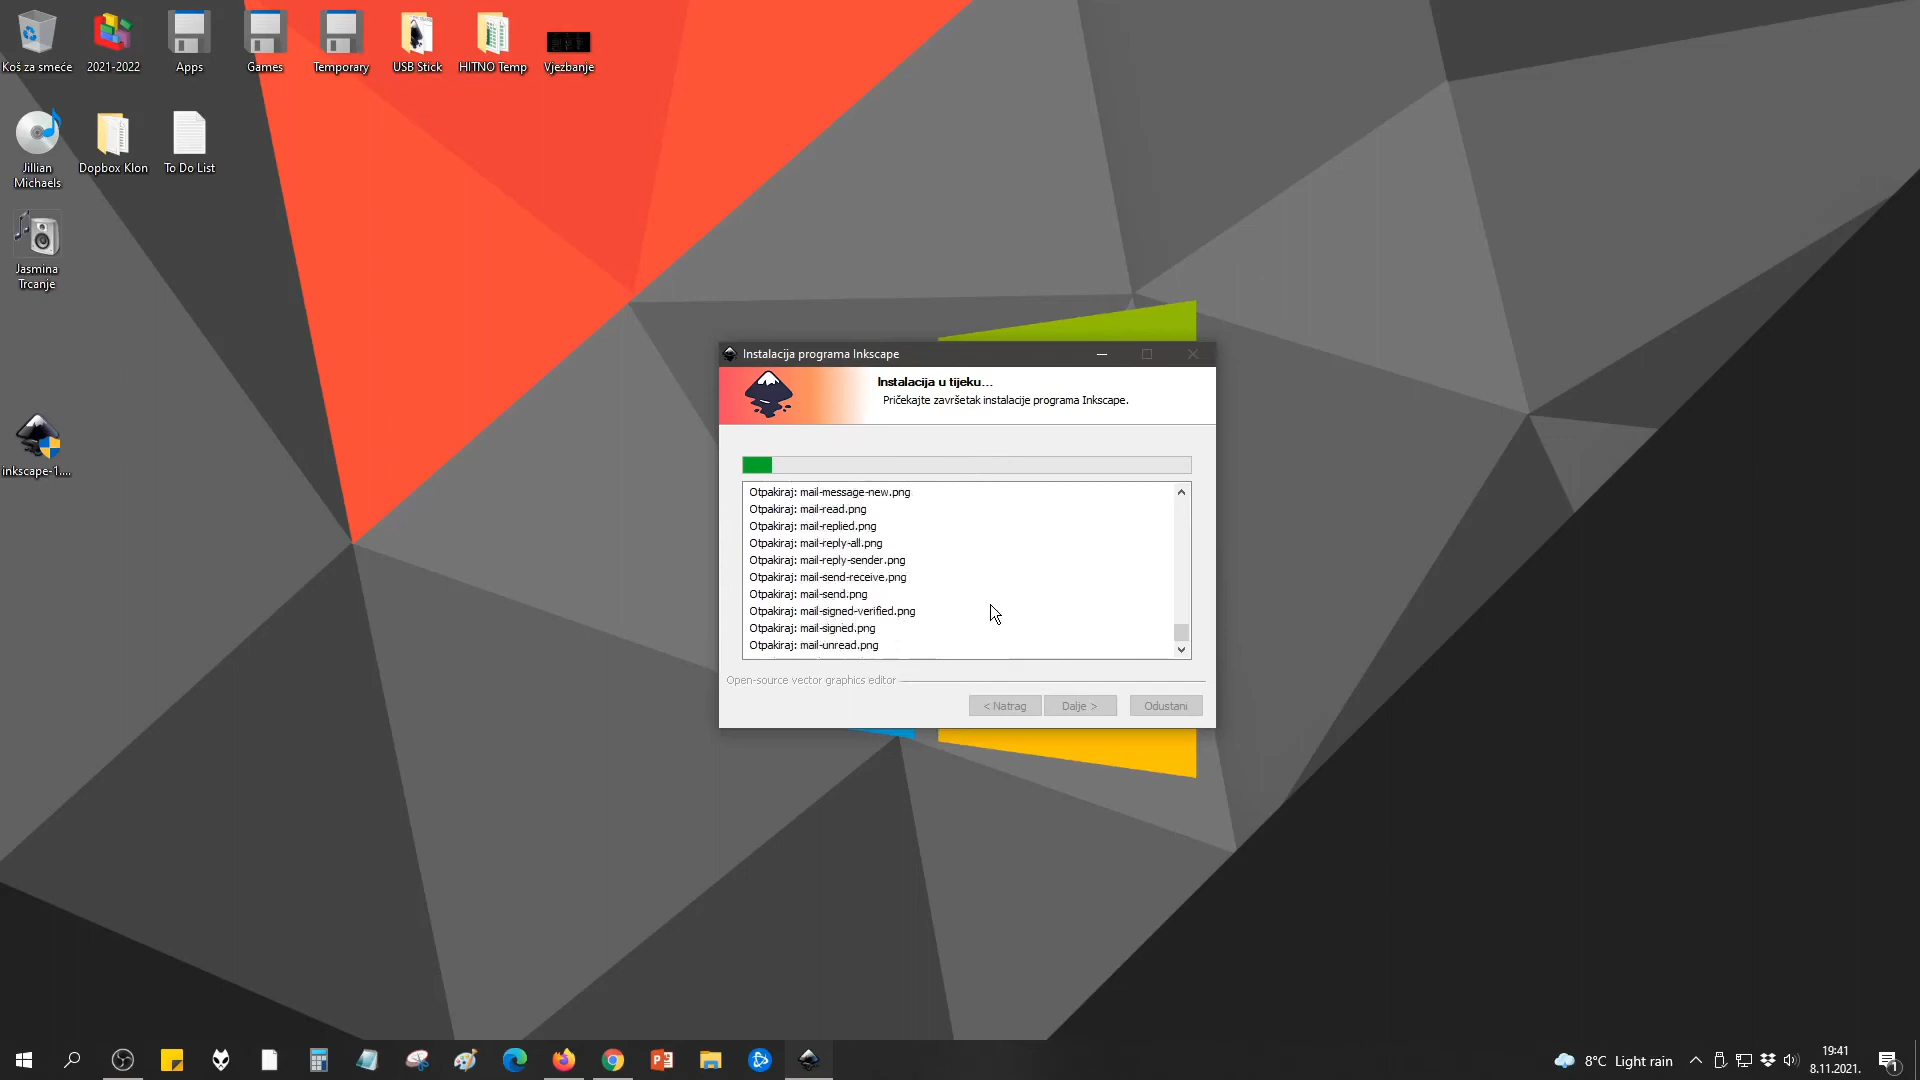 Koš za smeće
2021-2022
Apps
Games
Temporary
USB Stick
HITNO Temp
Vjezbanje
Jillian
Michaels
Dopbox Klon
To Do List
Jasmina
Trcanje
inkscape-1....
Instalacija programa Inkscape
Instalacija u tijeku...
Pričekajte završetak instalacije programa Inkscape.
Otpakiraj: mail-message-new.png
Otpakiraj: mail-read.png
Otpakiraj: mail-replied.png
Otpakiraj: mail-reply-all.png
Otpakiraj: mail-reply-sender.png
Otpakiraj: mail-send-receive.png
Otpakiraj: mail-send.png
Otpakiraj: mail-signed-verified.png
Otpakiraj: mail-signed.png
Otpakiraj: mail-unread.png
Open-source vector graphics editor
< Natrag
Dalje >
Odustani
8°C Light rain
19:41
8.11.2021.
1